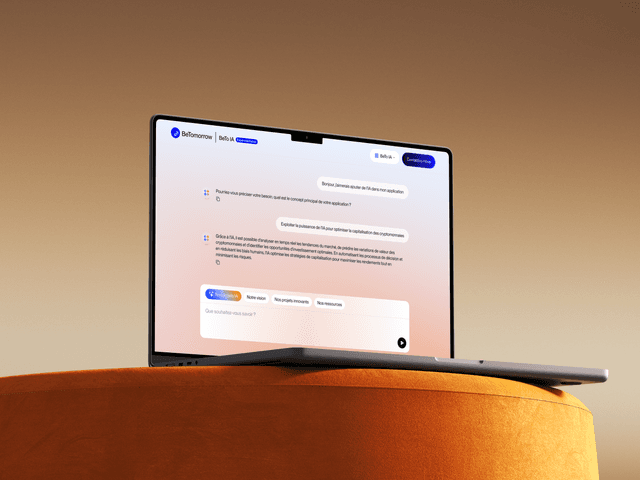 BeTomorrow
BeTo IA
BeTo IA
Contactez-nous
Bonjour, j'aimerais ajouter de l'IA dans mon application
Pourriez-vous préciser votre besoin, quel est le concept principal de votre application ?
Exploiter la puissance de l'IA pour optimiser la capitalisation des cryptomonnaies
Grâce à l'IA, il est possible d'analyser en temps réel les tendances du marché, de prédire les variations de valeur des
cryptomonnaies et d'identifier les opportunités d'investissement optimales. En automatisant les processus de décision et
en réduisant les biais humains, l'IA optimise les stratégies de capitalisation pour maximiser les rendements tout en
minimisant les risques.
Notre vision
Nos projets innovants
Nos ressources
Que souhaitez-vous savoir ?